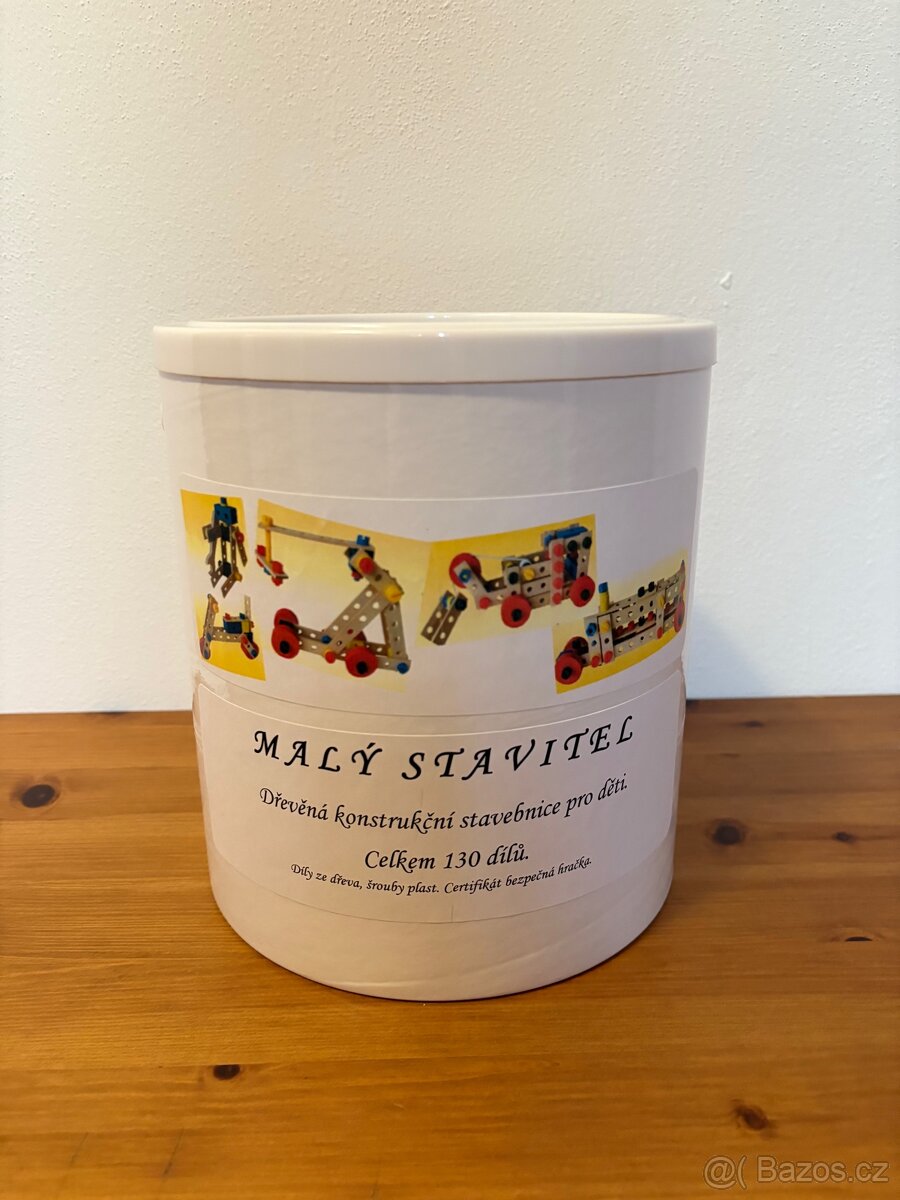 MALÝ STAVITEL
Dřevěná konstrukční stavebnice pro děti.
Celkem 130 dílů.
Díly ze dřeva, šrouby plast. Certifikát bezpečná hračka.
@( Bazos.cz